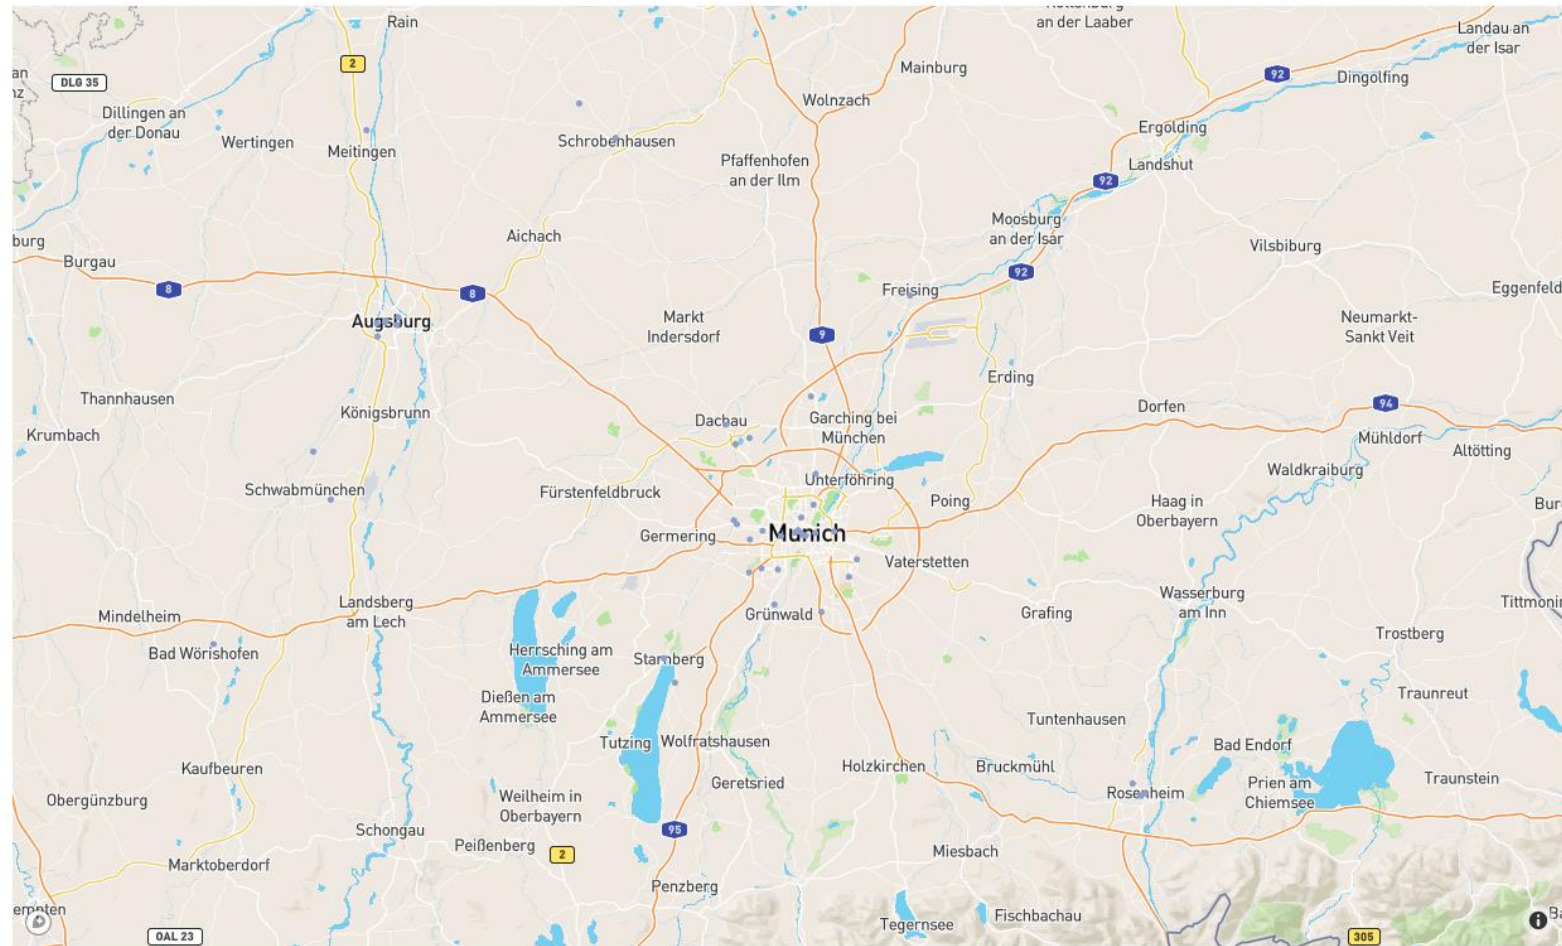 Rain
an der Laaber
Landau an
der Isar
2
92
DLG 35
Mainburg
Dingolfing
Wolnzach
Dillingen an
der Donau
Wertingen
Meitingen
Schrobenhausen
Ergolding
Pfaffenhofen
an der Ilm
Landshut
92
Moosburg
an der Isar
burg
Aichach
Vilsbiburg
Burgau
92
8
8
Freising
Eggenfeld
Augsburg
Markt
Indersdorf
9
Neumarkt-
Sankt Veit
Erding
Thannhausen
Königsbrunn
Dachau
Garching bei
München
Dorfen
94
Krumbach
Mühldorf
Altötting
Waldkraiburg
Schwabmünchen
Fürstenfeldbruck
Unterföhring
Poing
Haag in
Oberbayern
Bur
Germering
Munich
Vaterstetten
Landsberg
am Lech
Wasserburg
am Inn
Mindelheim
Grünwald
Grafing
Tittmonin
Trostberg
Bad Wörishofen
Herrsching am
Ammersee
Starnberg
Dießen am
Ammersee
Traunreut
Tuntenhausen
Tutzing
Wolfratshausen
Bad Endorf
Kaufbeuren
Geretsried
Holzkirchen
Bruckmühl
Prien am
Chiemsee
Traunstein
Obergünzburg
Weilheim in
Oberbayern
Rosenheim
Schongau
95
Peißenberg
2
Miesbach
Marktoberdorf
Penzberg
Tegernsee
Fischbachau
OAL 23
305